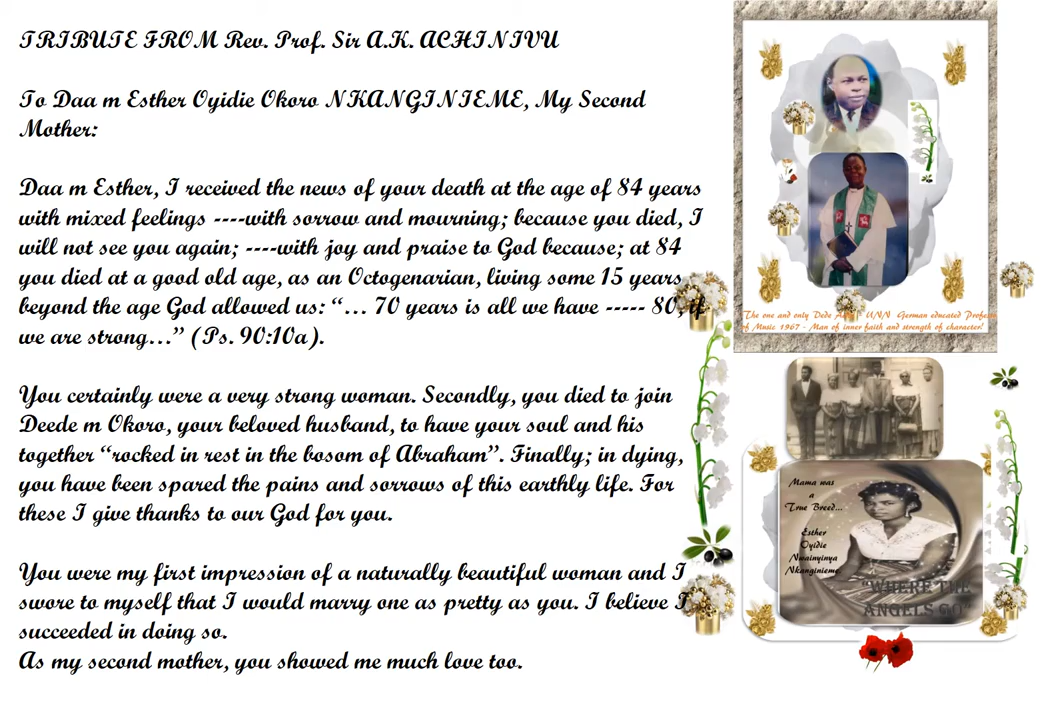 TRIBUTE FROM Rev. Prof. Sir A.K. ACHINIVU
To Daa m Esther Oyidie Okoro NKANGINIEME, My Second
Mother:
Daa m Esther, I received the news of your death at the age of 84 years
with mixed feelings ----with sorrow and mourning; because you died, I
will not see you again; ----with joy and praise to God because; at 84
you died at a good old age, as an Octogenarian, living some 15 years
beyond the age God allowed us: “… 70 years is all we have ----- 80, if
we are strong…” (Ps. 90:10a).
You certainly were a very strong woman. Secondly, you died to join
Deede m Okoro, your beloved husband, to have your soul and his
together “rocked in rest in the bosom of Abraham”. Finally; in dying,
you have been spared the pains and sorrows of this earthly life. For
these I give thanks to our God for you.
You were my first impression of a naturally beautiful woman and I
swore to myself that I would marry one as pretty as you. I believe I
succeeded in doing so.
As my second mother, you showed me much love too.
The one and only Dede UNN German educated
of Music 1967 - Man of inner faith and strength of character!
Mama was
a
True Breed...
Esther
Oyidie
Nwainyinya
Nkanginieme
“WHERE THE
ANGELS GO”